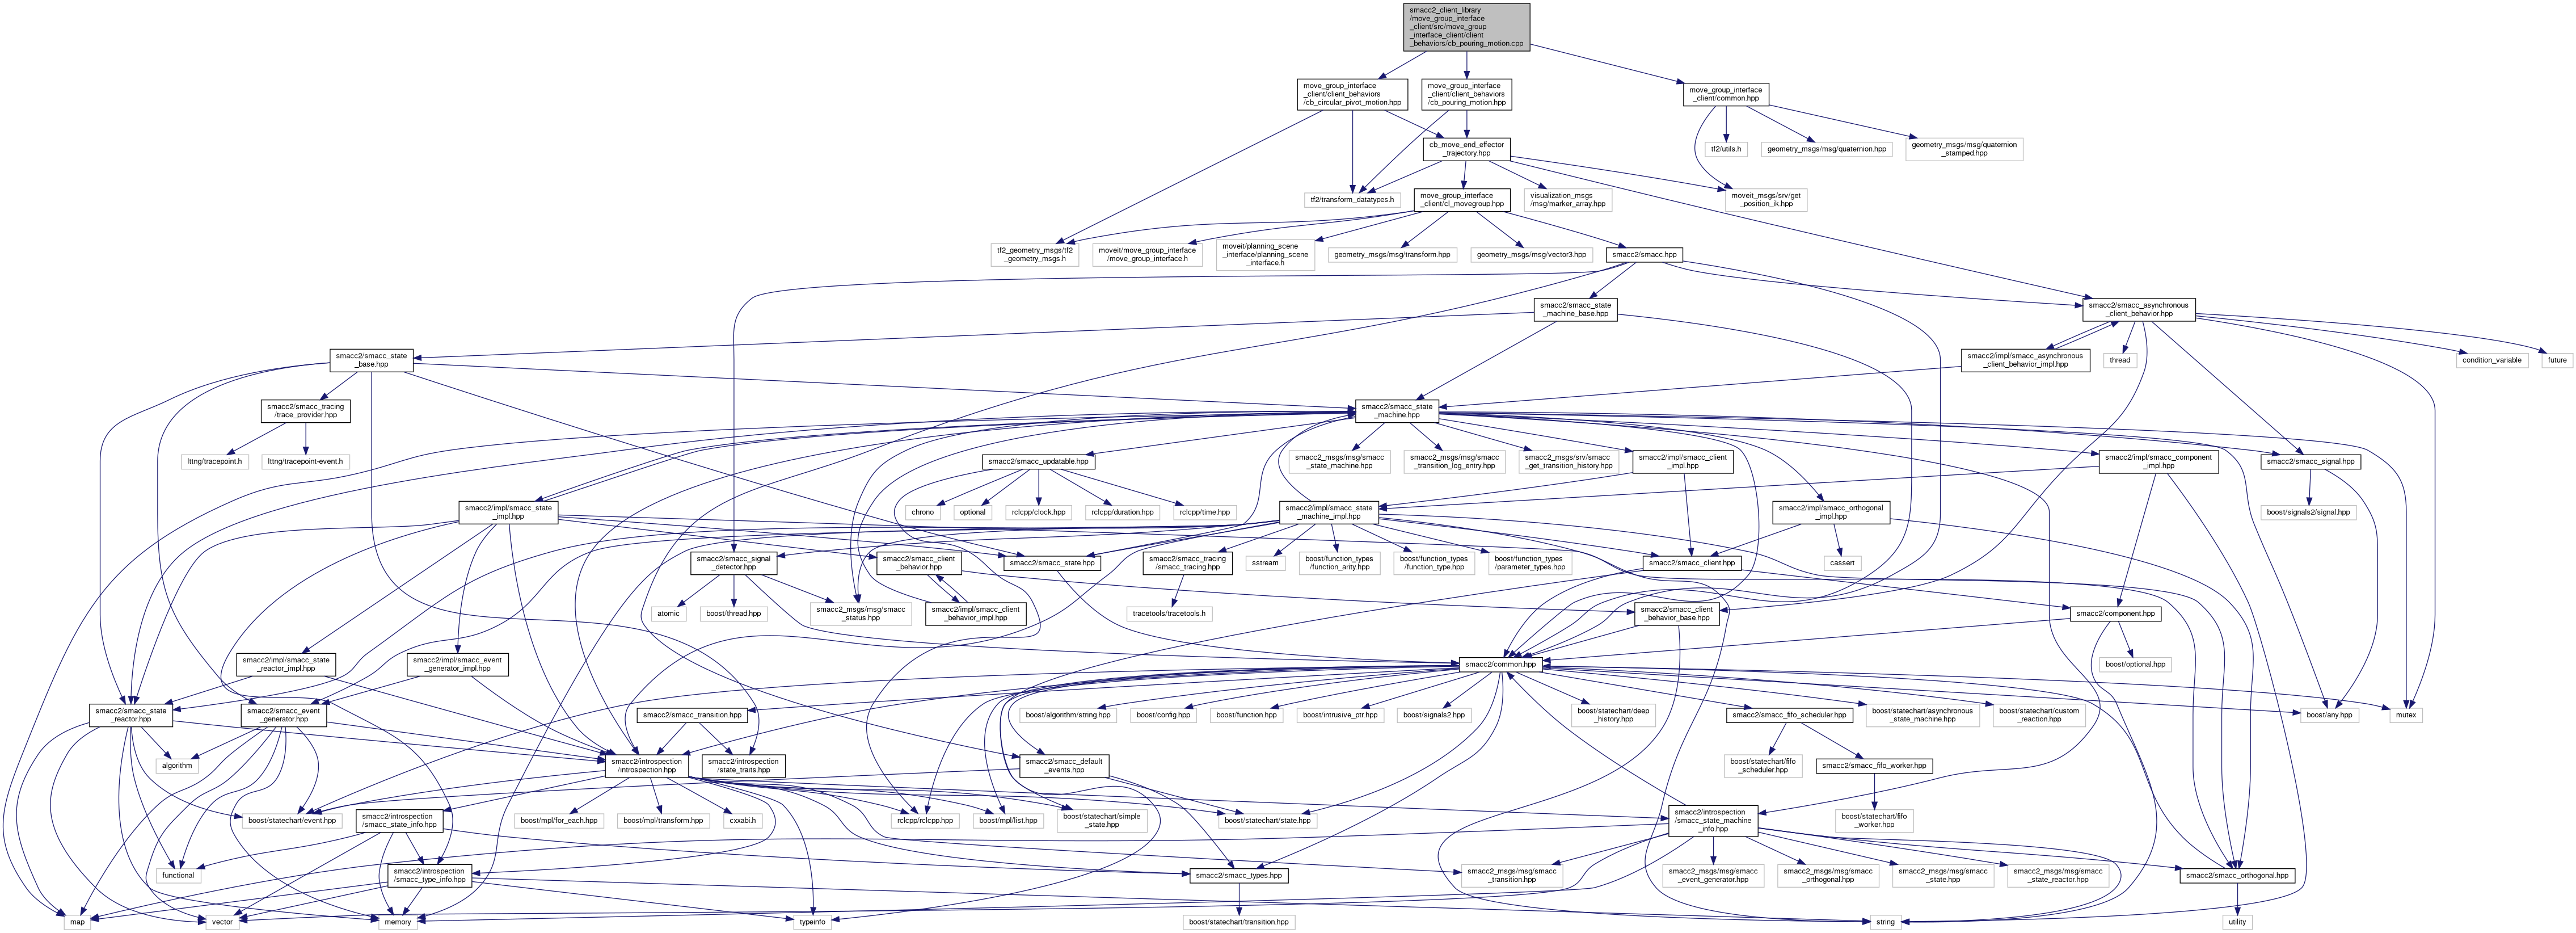 smacc2_client_library
/move_group_interface
_client/src/move_group
_interface_client/client
_behaviors/cb_pouring_motion.cpp
move_group_interface
_client/client_behaviors
/cb_circular_pivot_motion.hpp
move_group_interface
_client/client_behaviors
/cb_pouring_motion.hpp
move_group_interface
_client/common.hpp
cb_move_end_effector
_trajectory.hpp
tf2/utils.h
geometry_msgs/msg/quaternion.hpp
geometry_msgs/msg/quaternion
_stamped.hpp
tf2/transform_datatypes.h
move_group_interface
_client/cl_movegroup.hpp
visualization_msgs
/msg/marker_array.hpp
moveit_msgs/srv/get
_position_ik.hpp
tf2_geometry_msgs/tf2
_geometry_msgs.h
moveit/move_group_interface
/move_group_interface.h
moveit/planning_scene
_interface/planning_scene
_interface.h
geometry_msgs/msg/transform.hpp
geometry_msgs/msg/vector3.hpp
smacc2/smacc.hpp
smacc2/smacc_state
_machine_base.hpp
smacc2/smacc_asynchronous
_client_behavior.hpp
smacc2/smacc_state
_base.hpp
smacc2/impl/smacc_asynchronous
_client_behavior_impl.hpp
thread
condition_variable
future
smacc2/smacc_tracing
/trace_provider.hpp
smacc2/smacc_state
_machine.hpp
lttng/tracepoint.h
lttng/tracepoint-event.h
smacc2/smacc_updatable.hpp
smacc2_msgs/msg/smacc
_state_machine.hpp
smacc2_msgs/msg/smacc
_transition_log_entry.hpp
smacc2_msgs/srv/smacc
_get_transition_history.hpp
smacc2/impl/smacc_client
_impl.hpp
smacc2/impl/smacc_component
_impl.hpp
smacc2/smacc_signal.hpp
smacc2/impl/smacc_state
_impl.hpp
chrono
optional
rclcpp/clock.hpp
rclcpp/duration.hpp
rclcpp/time.hpp
smacc2/impl/smacc_state
_machine_impl.hpp
smacc2/impl/smacc_orthogonal
_impl.hpp
boost/signals2/signal.hpp
smacc2/smacc_signal
_detector.hpp
smacc2/smacc_client
_behavior.hpp
smacc2/smacc_state.hpp
smacc2/smacc_tracing
/smacc_tracing.hpp
sstream
boost/function_types
/function_arity.hpp
boost/function_types
/function_type.hpp
boost/function_types
/parameter_types.hpp
smacc2/smacc_client.hpp
cassert
atomic
boost/thread.hpp
smacc2_msgs/msg/smacc
_status.hpp
smacc2/impl/smacc_client
_behavior_impl.hpp
tracetools/tracetools.h
smacc2/smacc_client
_behavior_base.hpp
smacc2/component.hpp
smacc2/impl/smacc_state
_reactor_impl.hpp
smacc2/impl/smacc_event
_generator_impl.hpp
smacc2/common.hpp
boost/optional.hpp
smacc2/smacc_state
_reactor.hpp
smacc2/smacc_event
_generator.hpp
smacc2/smacc_transition.hpp
boost/algorithm/string.hpp
boost/config.hpp
boost/function.hpp
boost/intrusive_ptr.hpp
boost/signals2.hpp
boost/statechart/deep
_history.hpp
smacc2/smacc_fifo_scheduler.hpp
boost/statechart/asynchronous
_state_machine.hpp
boost/statechart/custom
_reaction.hpp
boost/any.hpp
mutex
algorithm
smacc2/introspection
/introspection.hpp
smacc2/introspection
/state_traits.hpp
smacc2/smacc_default
_events.hpp
boost/statechart/fifo
_scheduler.hpp
smacc2/smacc_fifo_worker.hpp
boost/statechart/event.hpp
smacc2/introspection
/smacc_state_info.hpp
boost/mpl/for_each.hpp
boost/mpl/transform.hpp
cxxabi.h
rclcpp/rclcpp.hpp
boost/mpl/list.hpp
boost/statechart/simple
_state.hpp
boost/statechart/state.hpp
smacc2/introspection
/smacc_state_machine
_info.hpp
boost/statechart/fifo
_worker.hpp
functional
smacc2/introspection
/smacc_type_info.hpp
smacc2/smacc_types.hpp
smacc2_msgs/msg/smacc
_transition.hpp
smacc2_msgs/msg/smacc
_event_generator.hpp
smacc2_msgs/msg/smacc
_orthogonal.hpp
smacc2_msgs/msg/smacc
_state.hpp
smacc2_msgs/msg/smacc
_state_reactor.hpp
smacc2/smacc_orthogonal.hpp
map
vector
memory
typeinfo
boost/statechart/transition.hpp
string
utility